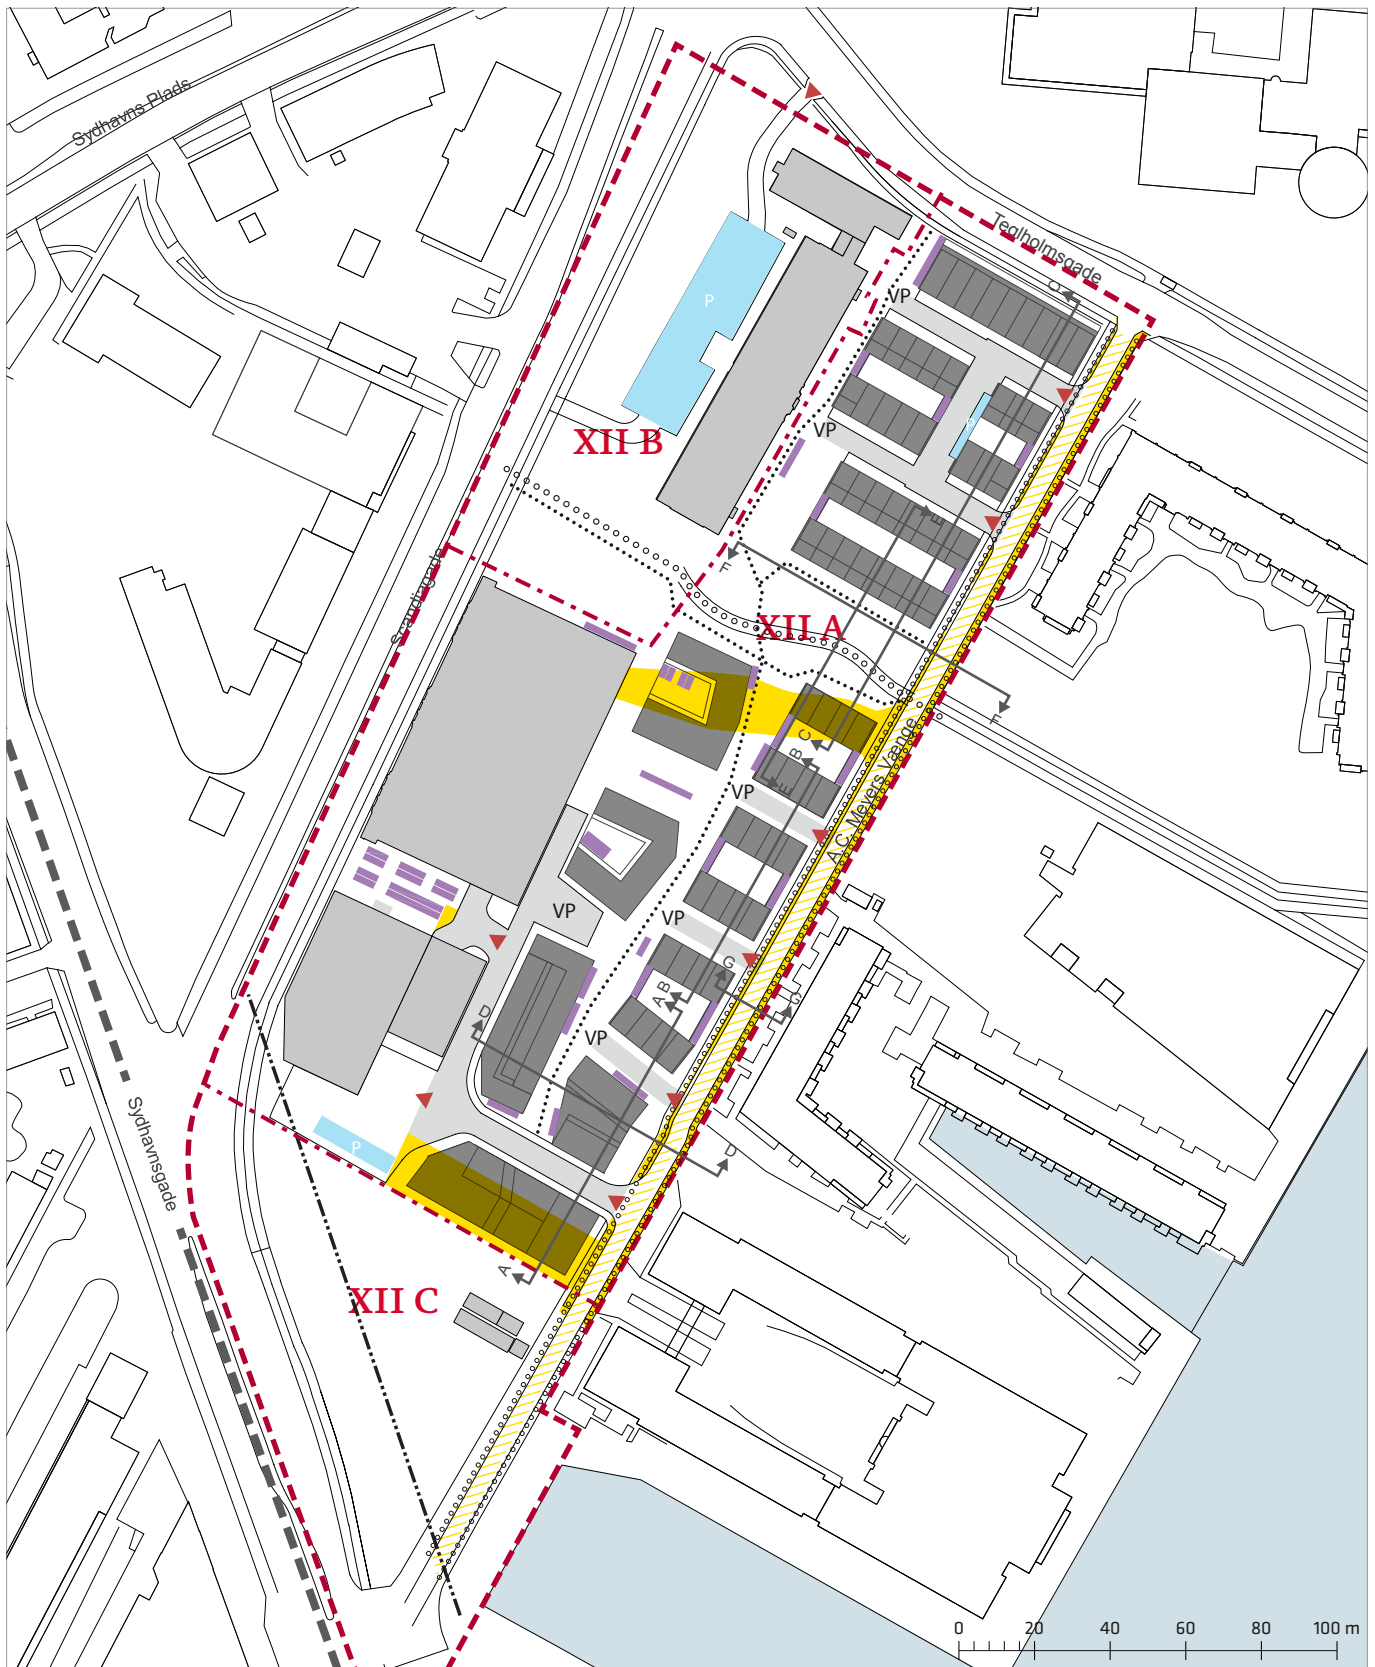 Sydhavns Plads
Teglholmsgade
C
P
VP
XII B
VP
P
E
F
Scandiagade
XII A
F
C
B
E
VP
A.C. Meyers Vænge
VP
VP
G
B
A
G
D
VP
Sydhavnsgade
P
D
A
XII C
0 20 40 60 80 100 m